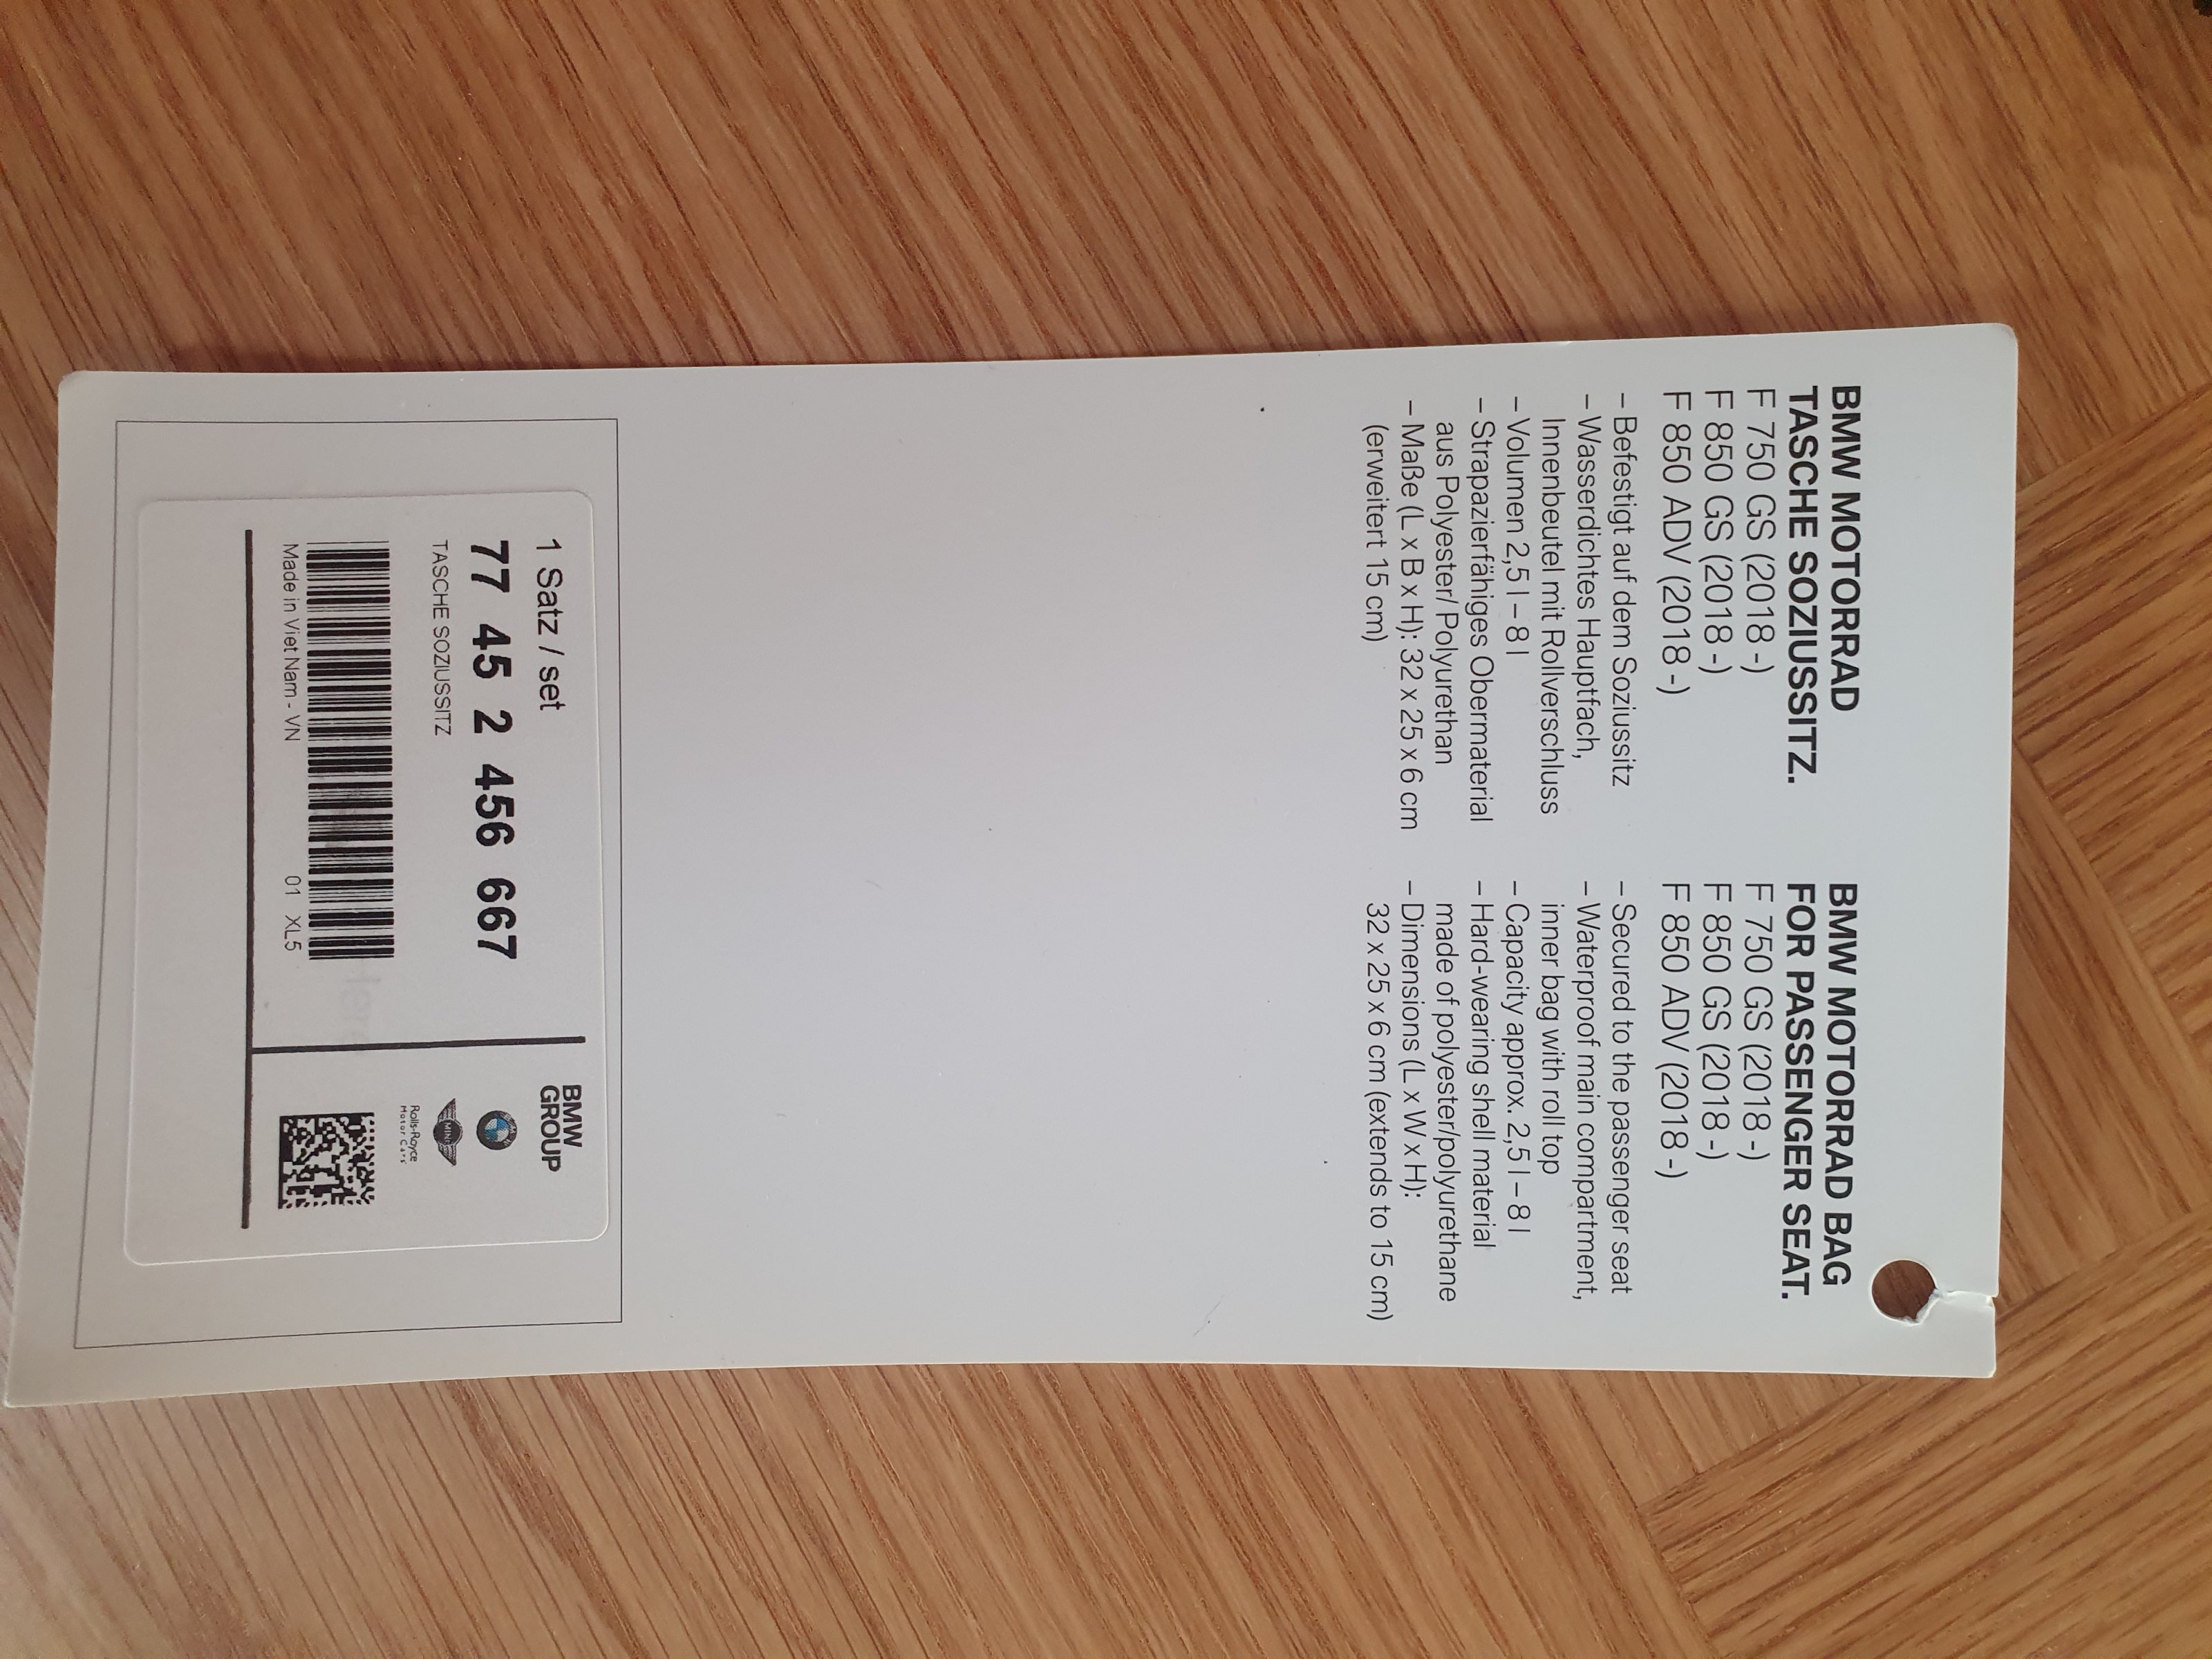 BMW MOTORRAD
TASCHE SOZIUSSITZ.
F 750 GS (2018 -)
F 850 GS (2018 -)
F 850 ADV (2018 -)
– Befestigt auf dem Soziussitz
– Wasserdichtes Hauptfach,
Innenbeutel mit Rollverschluss
– Volumen 2,5 l – 8 l
– Strapazierfähiges Obermaterial
aus Polyester/ Polyurethan
– Maße (L x B x H): 32 x 25 x 6 cm
(erweitert 15 cm)
BMW MOTORRAD BAG
FOR PASSENGER SEAT.
F 750 GS (2018 -)
F 850 GS (2018 -)
F 850 ADV (2018 -)
– Secured to the passenger seat
– Waterproof main compartment,
inner bag with roll top
– Capacity approx. 2,5 l – 8 l
– Hard-wearing shell material
made of polyester/polyurethane
– Dimensions (L x W x H):
32 x 25 x 6 cm (extends to 15 cm)
1 Satz / set
77 45 2 456 667
TASCHE SOZIUSSITZ
Made in Viet Nam - VN 01 XL5
BMW
GROUP
MINI
Rolls-Royce
Motor Cars